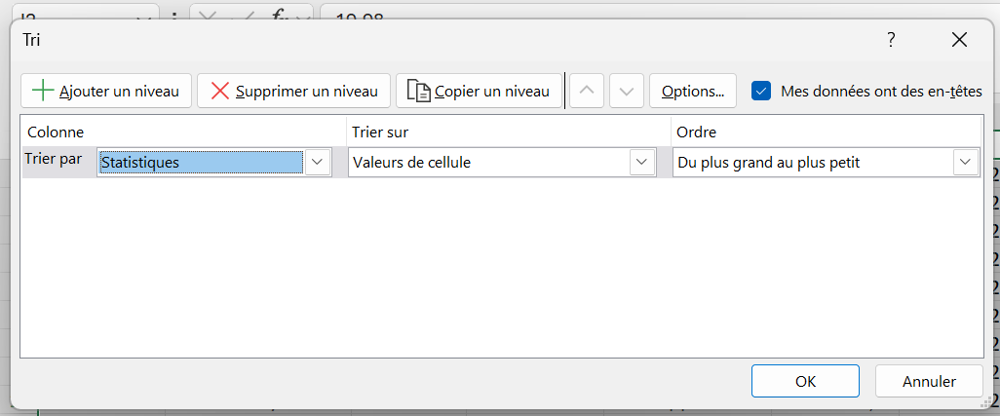 Tri
?
Ajouter un niveau
Supprimer un niveau
Copier un niveau
Options...
Mes données ont des en-têtes
Colonne
Trier sur
Ordre
Trier par
Statistiques
Valeurs de cellule
Du plus grand au plus petit
OK
Annuler